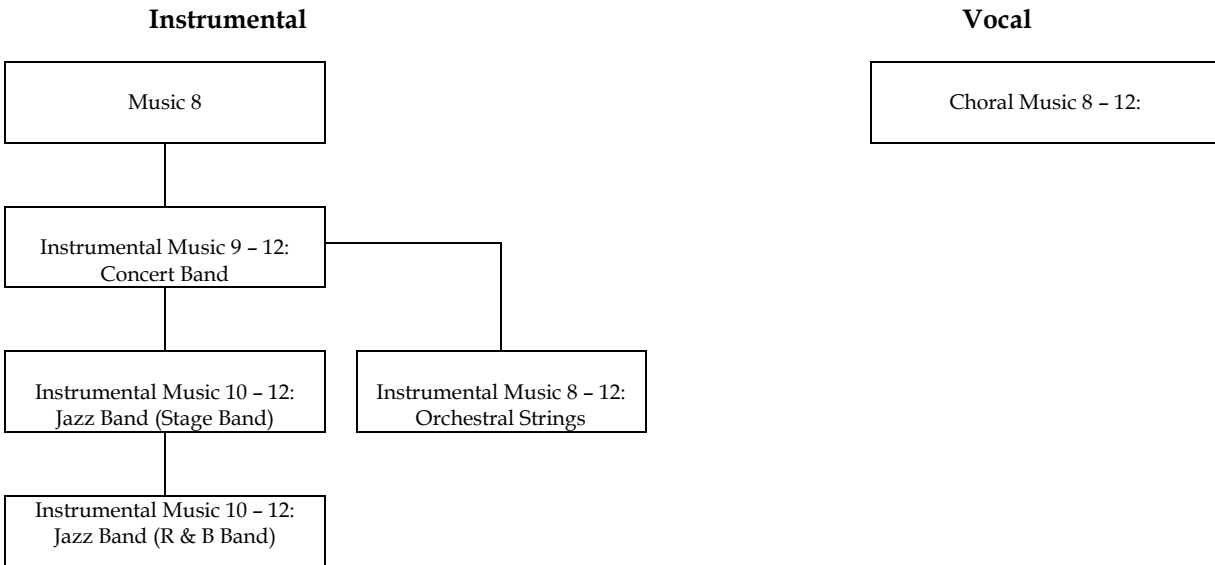 Instrumental
Vocal
Music 8
Choral Music 8 – 12:
Instrumental Music 9 – 12:
Concert Band
Instrumental Music 10 – 12:
Jazz Band (Stage Band)
Instrumental Music 8 – 12:
Orchestral Strings
Instrumental Music 10 – 12:
Jazz Band (R & B Band)